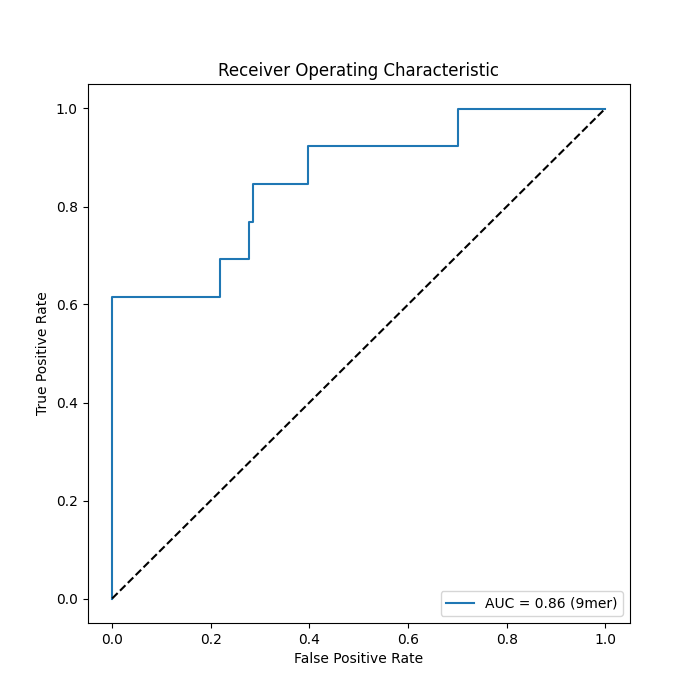 Receiver Operating Characteristic
1.0
0.8
0.6
0.4
0.2
0.0
True Positive Rate
0.0 0.2 0.4 0.6 0.8 1.0
False Positive Rate
AUC = 0.86 (9mer)